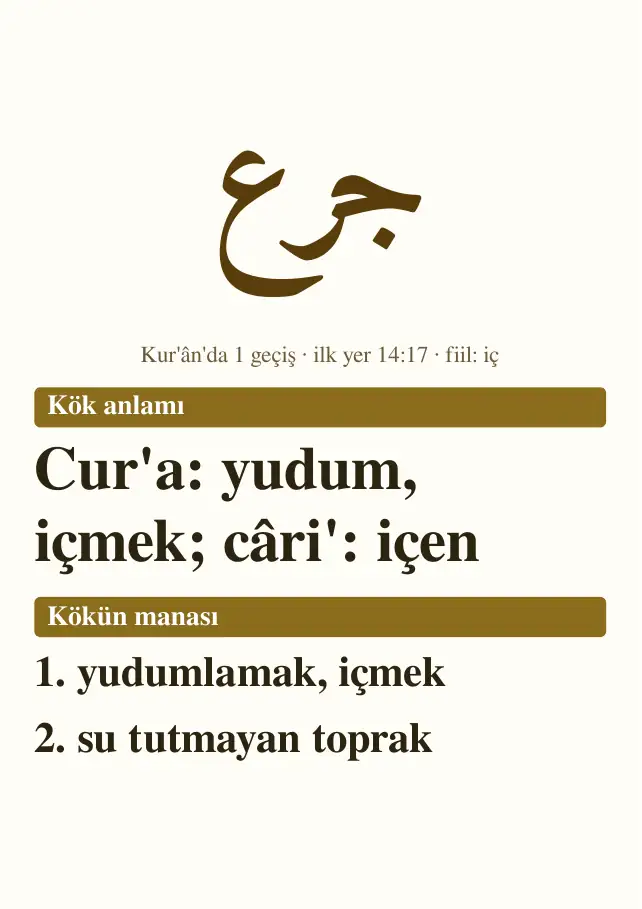 جرع
Kur'ân'da 1 geçiş · ilk yer 14:17 · fiil: iç
Kök anlamı
Cur'a: yudum,
içmek; câri': içen
Kökün manası
1. yudumlamak, içmek
2. su tutmayan toprak